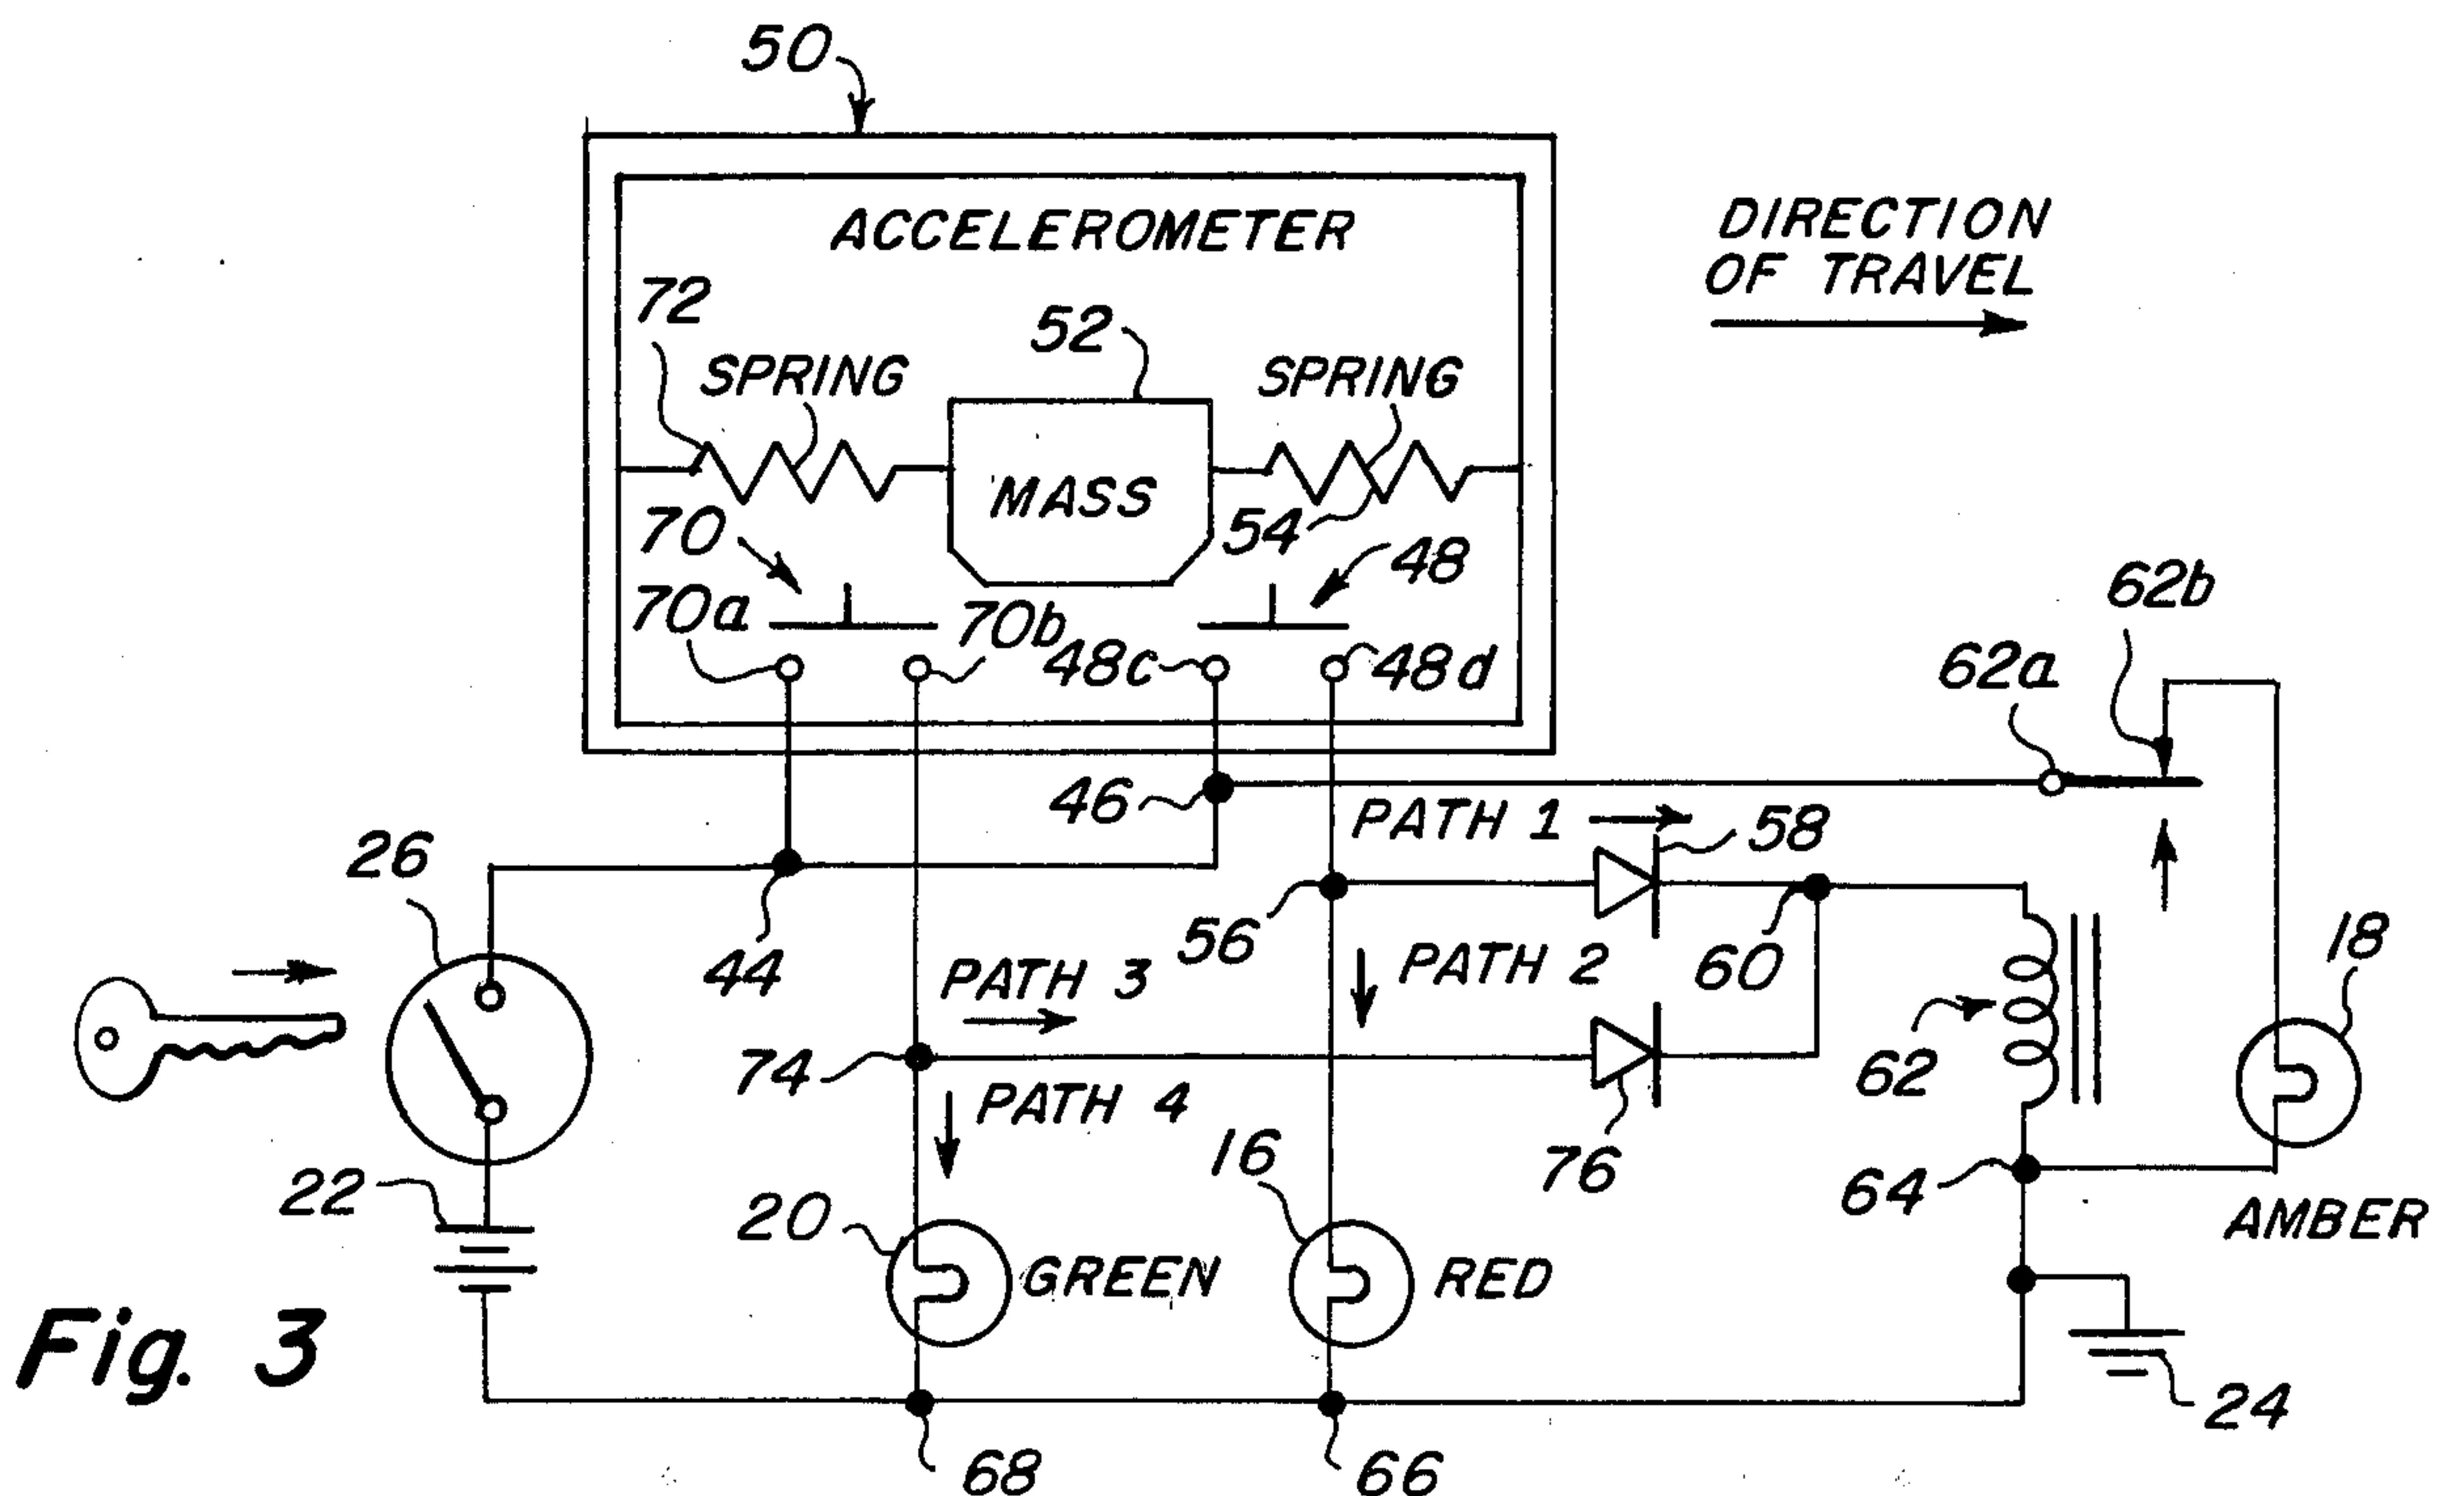 50
ACCELEROMETER
DIRECTION
OF TRAVEL
72
52
SPRING
SPRING
MASS
54
70
48
70a
70b
48c
48d
62b
62a
46
PATH 1
58
26
44
56
PATH 2
60
18
PATH 3
62
74
PATH 4
76
64
22
20
16
AMBER
GREEN
RED
Fig. 3
24
68
66